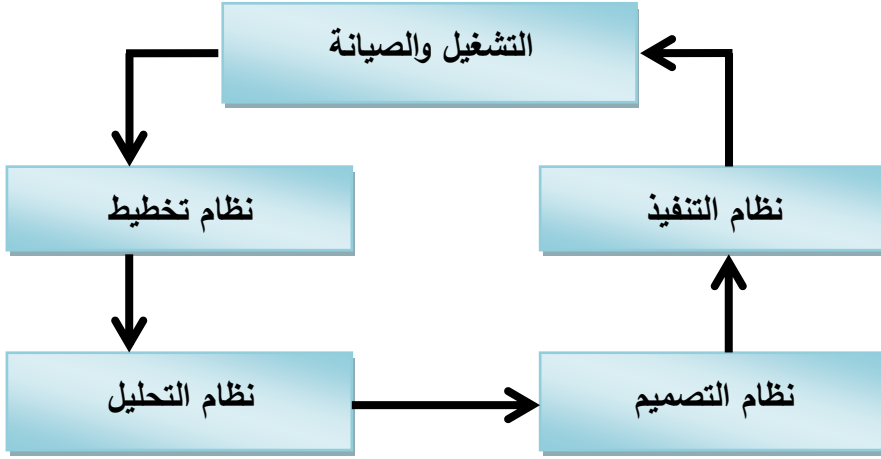 التشغيل والصيانة
نظام تخطيط
نظام التنفيذ
نظام التحليل
نظام التصميم